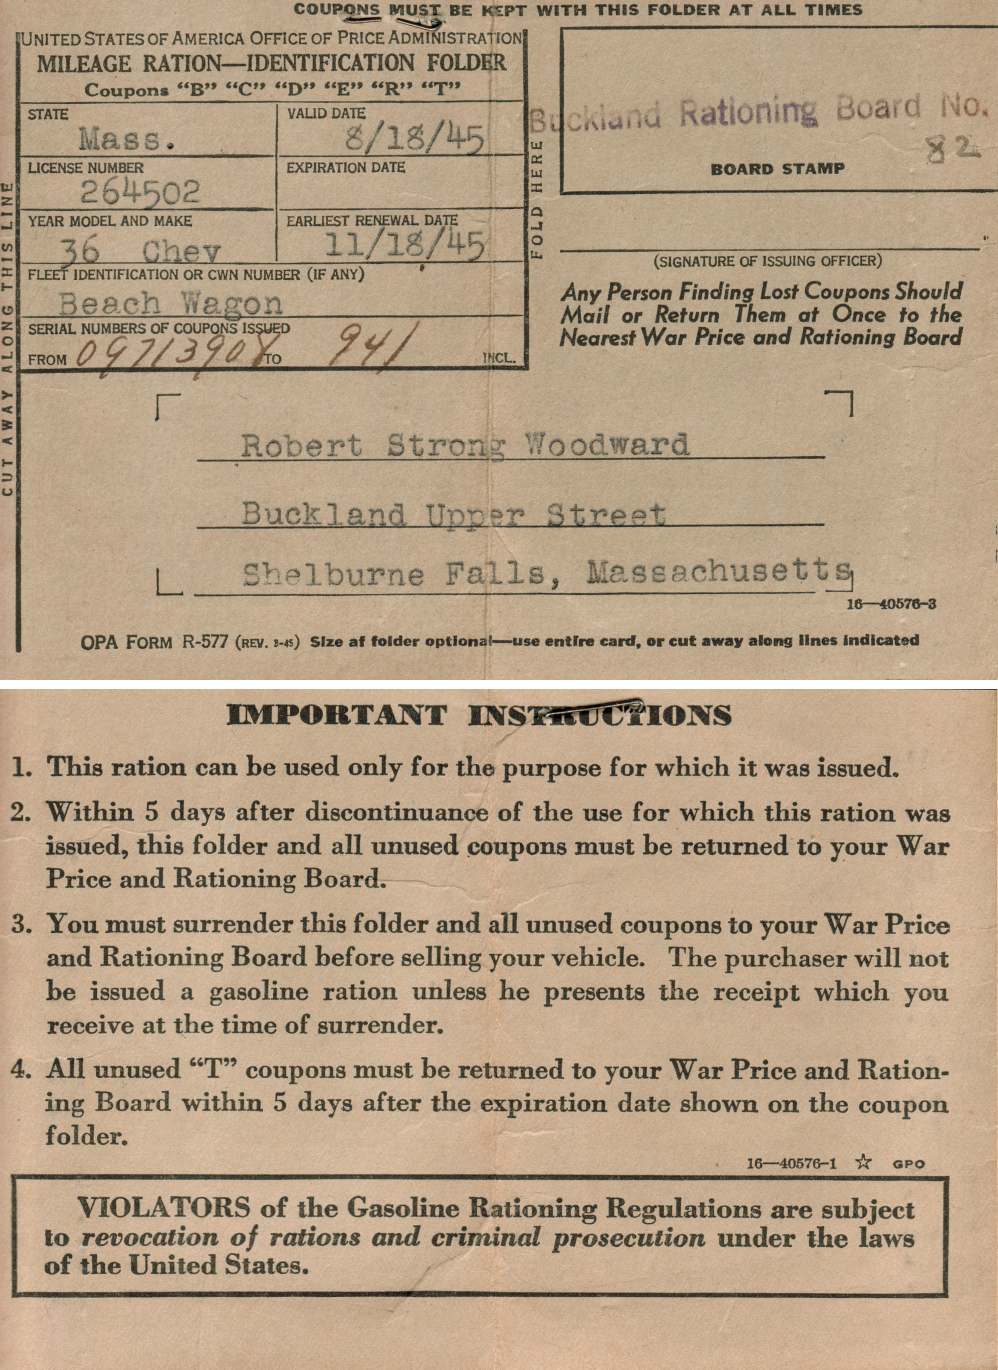 COUPONS MUST BE KEPT WITH THIS FOLDER AT ALL TIMES
UNITED STATES OF AMERICA OFFICE OF PRICE ADMINISTRATION
MILEAGE RATION—IDENTIFICATION FOLDER
Coupons “B” “C” “D” “E” “R” “T”
STATE
Mass.
VALID DATE
8/18/45
LICENSE NUMBER
264502
EXPIRATION DATE
YEAR MODEL AND MAKE
36 Chev
EARLIEST RENEWAL DATE
11/18/45
FLEET IDENTIFICATION OR CWN NUMBER (IF ANY)
Beach Wagon
SERIAL NUMBERS OF COUPONS ISSUED
FROM 09713908 TO 941 INCL.
CUT AWAY ALONG THIS LINE
FOLD HERE
Buckland Rationing Board No.
82
BOARD STAMP
(SIGNATURE OF ISSUING OFFICER)
Any Person Finding Lost Coupons Should
Mail or Return Them at Once to the
Nearest War Price and Rationing Board
Robert Strong Woodward
Buckland Upper Street
Shelburne Falls, Massachusetts
16—40576-3
OPA FORM R-577 (REV. 3-45) Size af folder optional—use entire card, or cut away along lines indicated
IMPORTANT INSTRUCTIONS
1. This ration can be used only for the purpose for which it was issued.
2. Within 5 days after discontinuance of the use for which this ration was
issued, this folder and all unused coupons must be returned to your War
Price and Rationing Board.
3. You must surrender this folder and all unused coupons to your War Price
and Rationing Board before selling your vehicle. The purchaser will not
be issued a gasoline ration unless he presents the receipt which you
receive at the time of surrender.
4. All unused “T” coupons must be returned to your War Price and Ration-
ing Board within 5 days after the expiration date shown on the coupon
folder.
16—40576-1 ☆ GPO
VIOLATORS of the Gasoline Rationing Regulations are subject
to revocation of rations and criminal prosecution under the laws
of the United States.